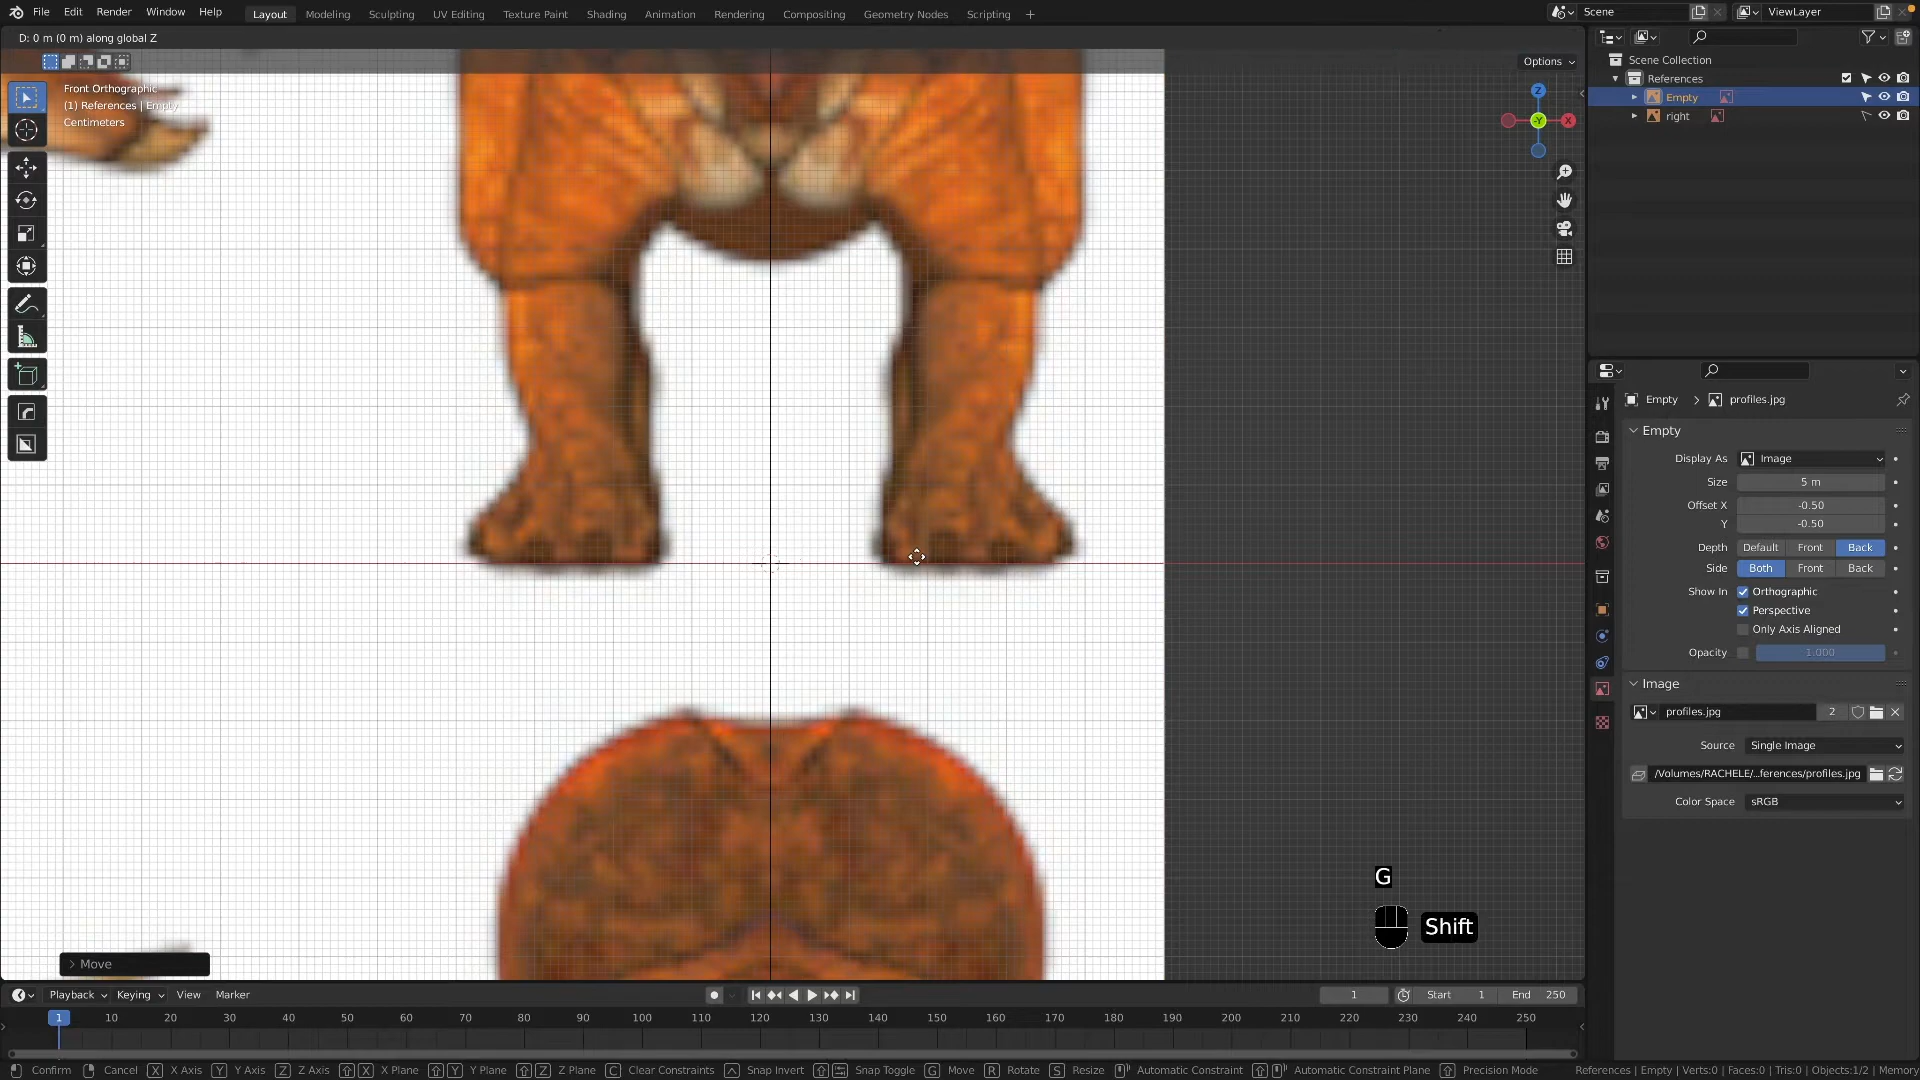 File Edit Render Window Help Layout Modeling Sculpting UV Editing Texture Paint Shading Animation Rendering Compositing Geometry Nodes Scripting + Scene ViewLayer
D: 0 m (0 m) along global Z
Options
Front Orthographic
(1) References | Empty
Centimeters
Z
-Y
X
Scene Collection
References
Empty
right
Empty > profiles.jpg
Empty
Display As Image
Size 5 m
Offset X -0.50
Y -0.50
Depth Default Front Back
Side Both Front Back
Show In Orthographic
Perspective
Only Axis Aligned
Opacity 1.000
Image
profiles.jpg 2
Source Single Image
/Volumes/RACHELE/...ferences/profiles.jpg
Color Space sRGB
G
Shift
> Move
Playback Keying View Marker 1 Start 1 End 250
1 10 20 30 40 50 60 70 80 90 100 110 120 130 140 150 160 170 180 190 200 210 220 230 240 250
Confirm Cancel X X Axis Y Y Axis Z Z Axis X X Plane Y Y Plane Z Z Plane C Clear Constraints Snap Invert Snap Toggle G Move R Rotate S Resize Automatic Constraint Automatic Constraint Plane Precision Mode References | Empty | Verts:0 | Faces:0 | Tris:0 | Objects:1/2 | Memory